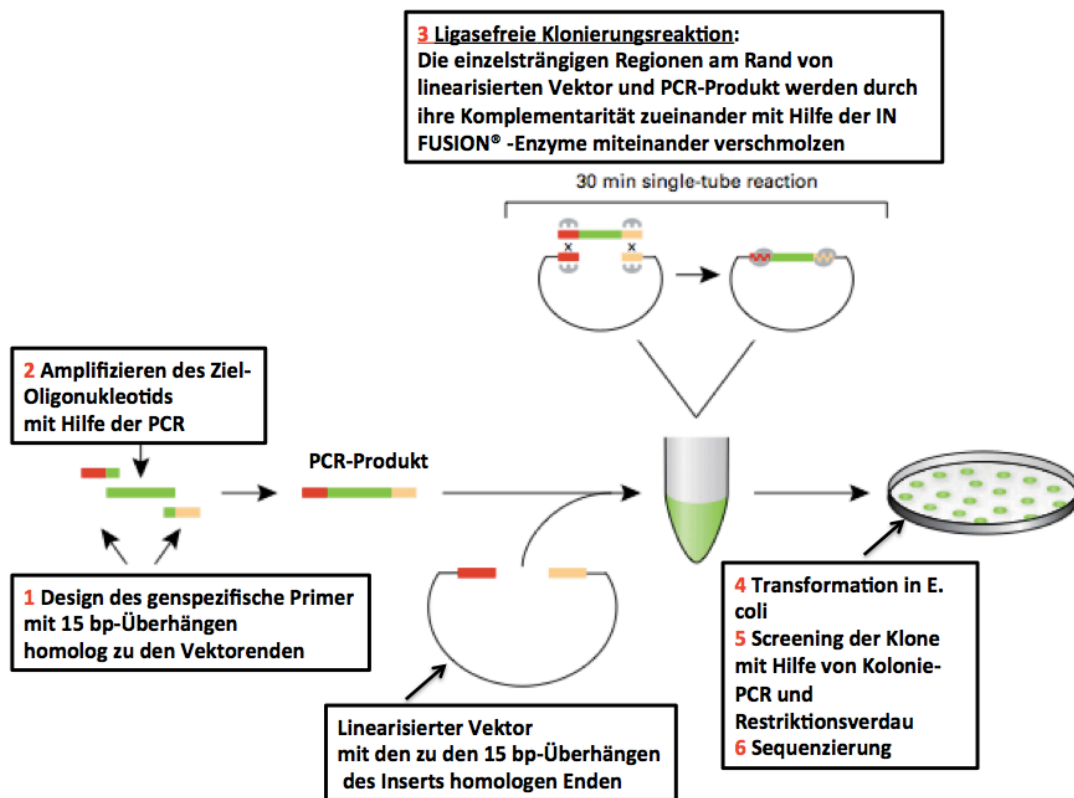 3 Ligasefreie Klonierungsreaktion:
Die einzelsträngigen Regionen am Rand von
linearisierten Vektor und PCR-Produkt werden durch
ihre Komplementarität zueinander mit Hilfe der IN
FUSION® -Enzyme miteinander verschmolzen
30 min single-tube reaction
x x
2 Amplifizieren des Ziel-
Oligonukleotids
mit Hilfe der PCR
PCR-Produkt
1 Design des genspezifische Primer
mit 15 bp-Überhängen
homolog zu den Vektorenden
Linearisierter Vektor
mit den zu den 15 bp-Überhängen
des Inserts homologen Enden
4 Transformation in E.
coli
5 Screening der Klone
mit Hilfe von Kolonie-
PCR und
Restriktionsverdau
6 Sequenzierung